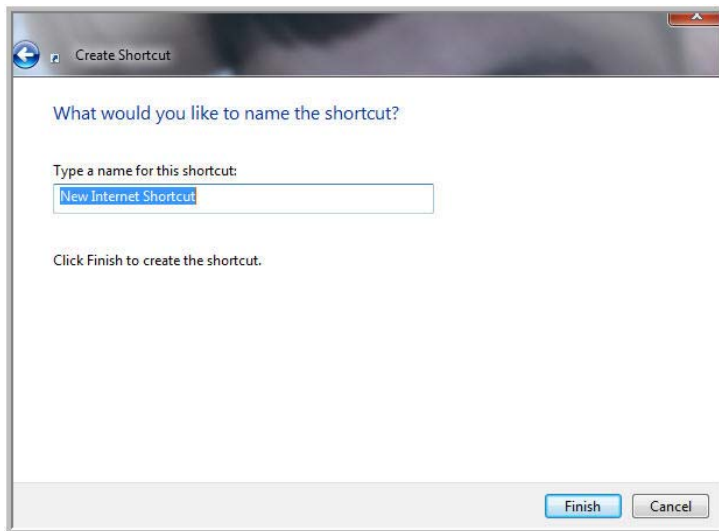 Create Shortcut
What would you like to name the shortcut?
Type a name for this shortcut:
New Internet Shortcut
Click Finish to create the shortcut.
Finish Cancel